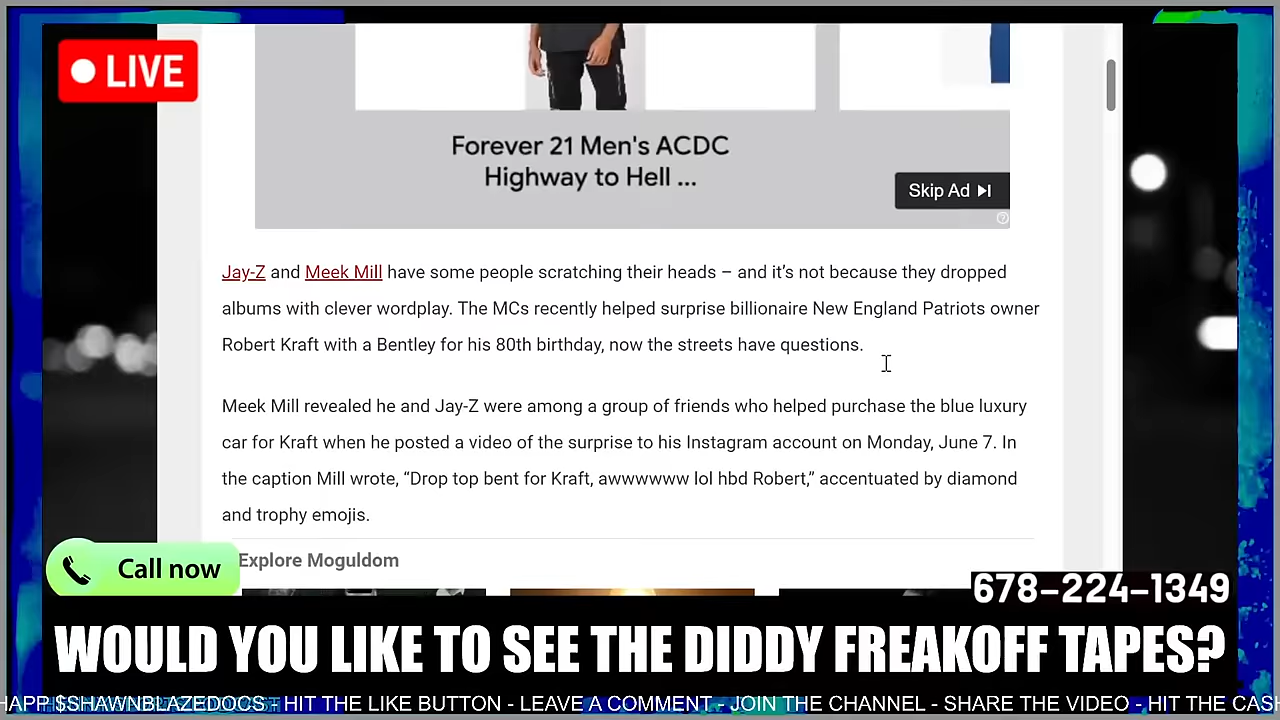 LIVE
Forever 21 Men's ACDC
Highway to Hell ...
Skip Ad
Jay-Z and Meek Mill have some people scratching their heads – and it’s not because they dropped
albums with clever wordplay. The MCs recently helped surprise billionaire New England Patriots owner
Robert Kraft with a Bentley for his 80th birthday, now the streets have questions.
Meek Mill revealed he and Jay-Z were among a group of friends who helped purchase the blue luxury
car for Kraft when he posted a video of the surprise to his Instagram account on Monday, June 7. In
the caption Mill wrote, “Drop top bent for Kraft, awwwwww lol hbd Robert,” accentuated by diamond
and trophy emojis.
Explore Moguldom
Call now
678-224-1349
WOULD YOU LIKE TO SEE THE DIDDY FREAKOFF TAPES?
HAPP $SHAWNBLAZEDOCS - HIT THE LIKE BUTTON - LEAVE A COMMENT - JOIN THE CHANNEL - SHARE THE VIDEO - HIT THE CAS